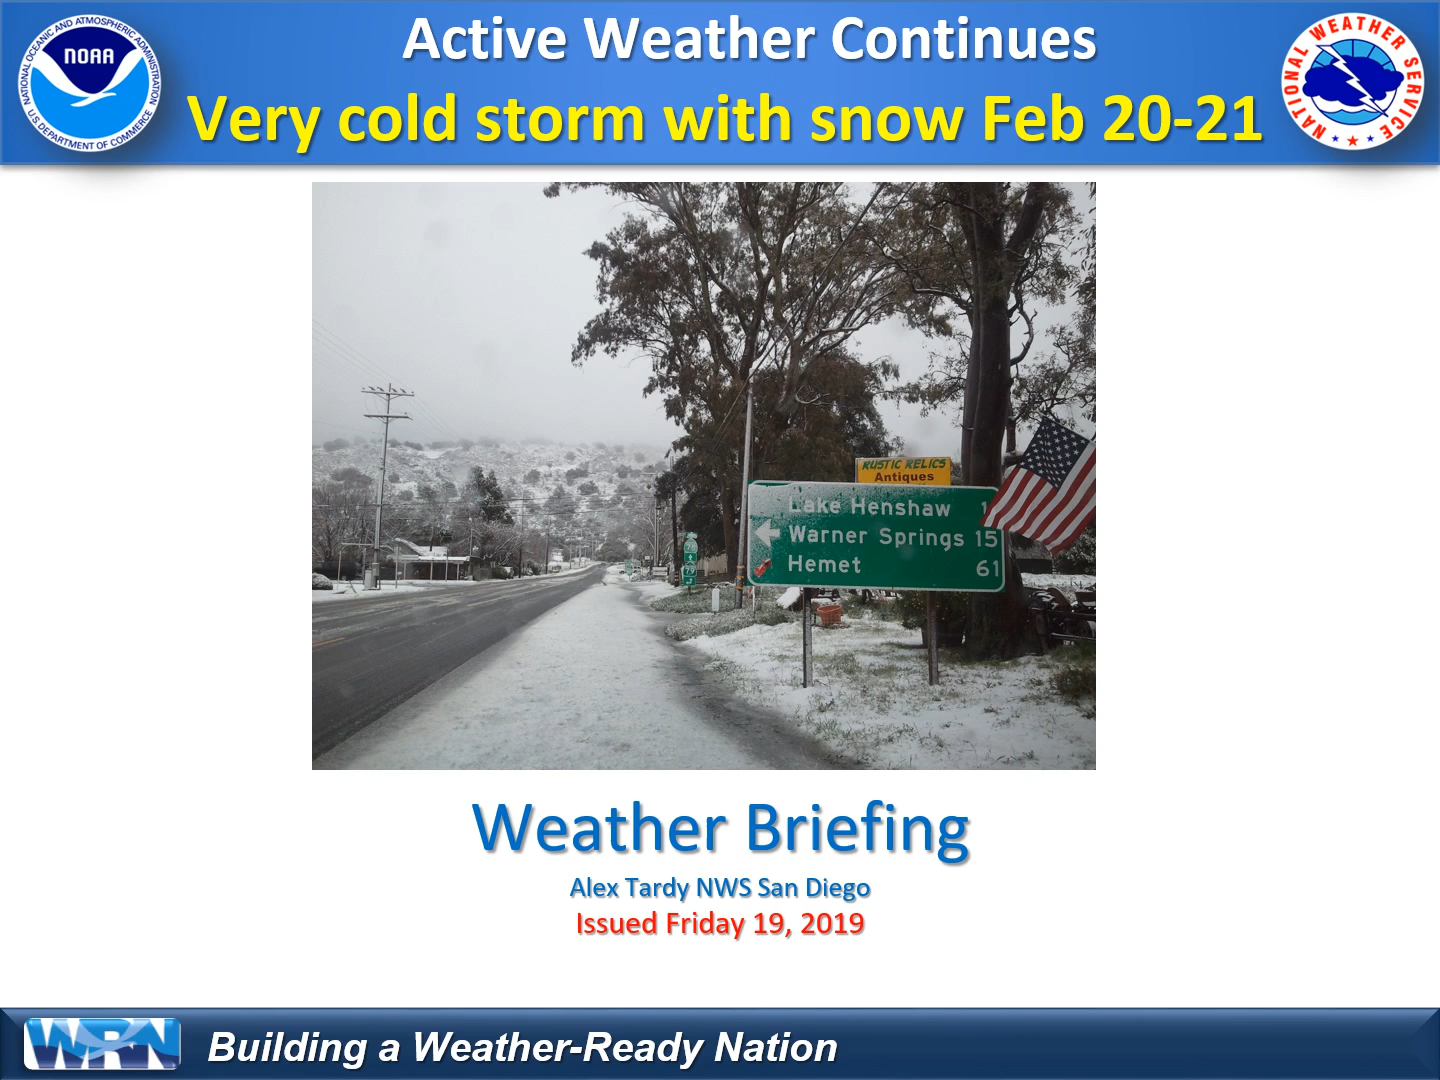 Active Weather Continues
Very cold storm with snow Feb 20-21
NATIONAL OCEANIC AND ATMOSPHERIC ADMINISTRATION
U.S. DEPARTMENT OF COMMERCE
NOAA
NATIONAL WEATHER SERVICE
RUSTIC RELICS
Antiques
Lake Henshaw
Warner Springs 15
Hemet 61
79
Weather Briefing
Alex Tardy NWS San Diego
Issued Friday 19, 2019
WRN
Building a Weather-Ready Nation